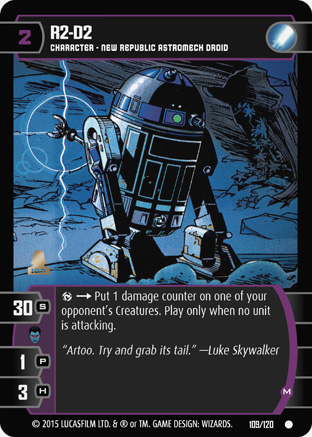 2
R2-D2
CHARACTER - NEW REPUBLIC ASTROMECH DROID
30 S
1 P
3 H
→ Put 1 damage counter on one of your
opponent's Creatures. Play only when no unit
is attacking.
"Artoo. Try and grab its tail." —Luke Skywalker
M
© 2015 LUCASFILM LTD. & ® or TM. GAME DESIGN: WIZARDS.
109/120